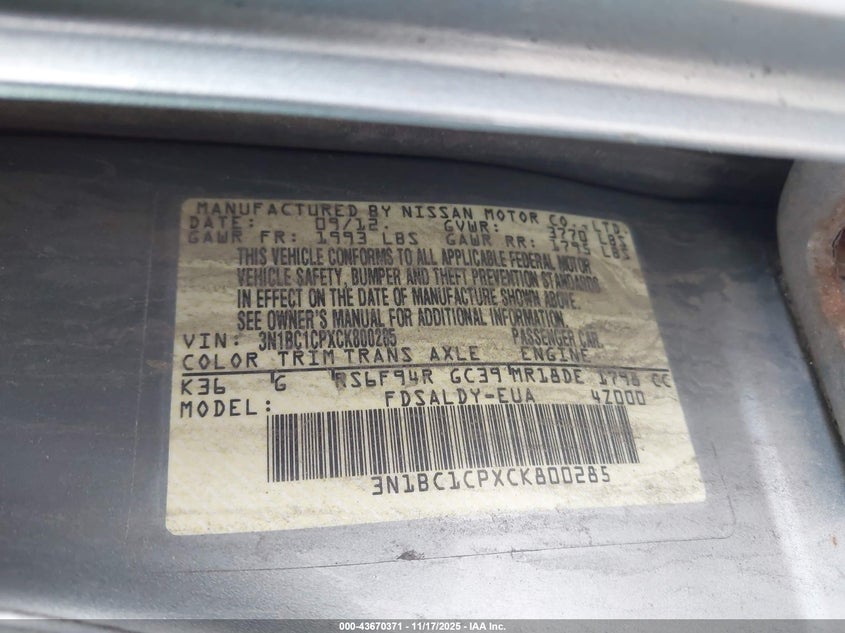 MANUFACTURED BY NISSAN MOTOR CO., LTD.
DATE: 09/12. GVWR: 3770 LBS
GAWR FR: 1993 LBS GAWR RR: 1793 LBS
THIS VEHICLE CONFORMS TO ALL APPLICABLE FEDERAL MOTOR
VEHICLE SAFETY, BUMPER AND THEFT PREVENTION STANDARDS
IN EFFECT ON THE DATE OF MANUFACTURE SHOWN ABOVE.
SEE OWNER'S MANUAL FOR ADDITIONAL INFORMATION.
VIN: 3N1BC1CPXCK800285 PASSENGER CAR.
COLOR TRIM TRANS AXLE ENGINE
K36 G RS6F94R GC39 MR18DE 1798 CC
MODEL: FDSALDY-EUA 4Z000
3N1BC1CPXCK800285
000-43670371 | 11/17/2025 | IAA Inc.